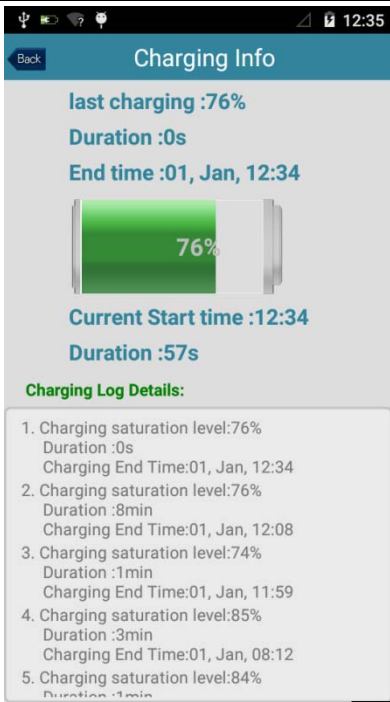 12:35
Back
Charging Info
last charging :76%
Duration :0s
End time :01, Jan, 12:34
76%
Current Start time :12:34
Duration :57s
Charging Log Details:
1. Charging saturation level:76%
Duration :0s
Charging End Time:01, Jan, 12:34
2. Charging saturation level:76%
Duration :8min
Charging End Time:01, Jan, 12:08
3. Charging saturation level:74%
Duration :1min
Charging End Time:01, Jan, 11:59
4. Charging saturation level:85%
Duration :3min
Charging End Time:01, Jan, 08:12
5. Charging saturation level:84%
Duration :1min